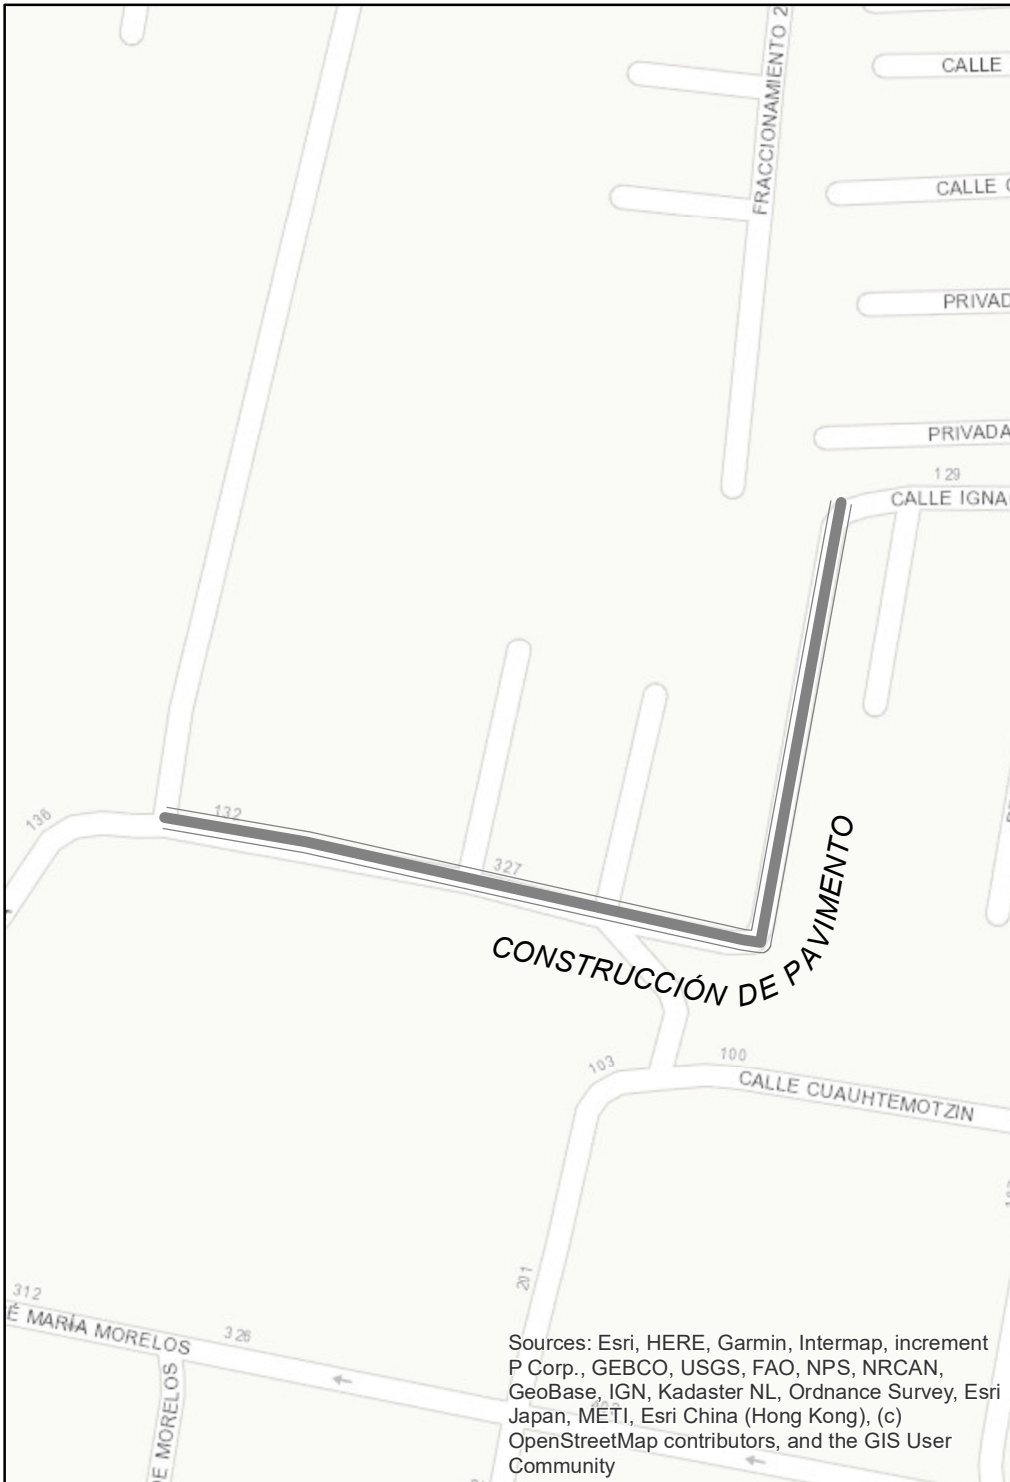 FRACCIONAMIENTO 2
CALLE
CALLE
PRIVAD
PRIVADA
129
CALLE IGNA
132
136
327
CONSTRUCCIÓN DE PAVIMENTO
103
100
CALLE CUAUHTEMOTZIN
201
312
É MARÍA MORELOS
326
DE MORELOS
Sources: Esri, HERE, Garmin, Intermap, increment
P Corp., GEBCO, USGS, FAO, NPS, NRCAN,
GeoBase, IGN, Kadaster NL, Ordnance Survey, Esri
Japan, METI, Esri China (Hong Kong), (c)
OpenStreetMap contributors, and the GIS User
Community